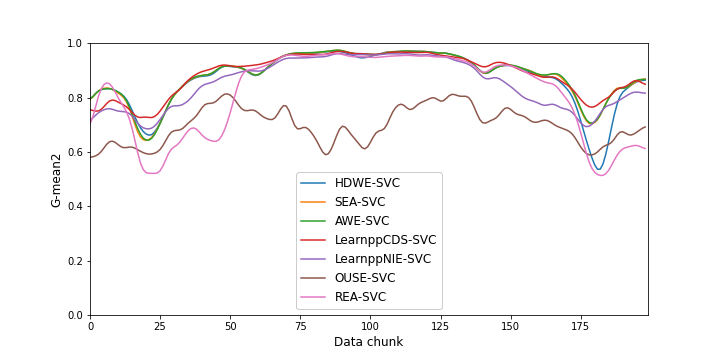 1.0
0.8
0.6
0.4
0.2
0.0
G-mean2
0
25
50
75
100
125
150
175
Data chunk
HDWE-SVC
SEA-SVC
AWE-SVC
LearnppCDS-SVC
LearnppNIE-SVC
OUSE-SVC
REA-SVC